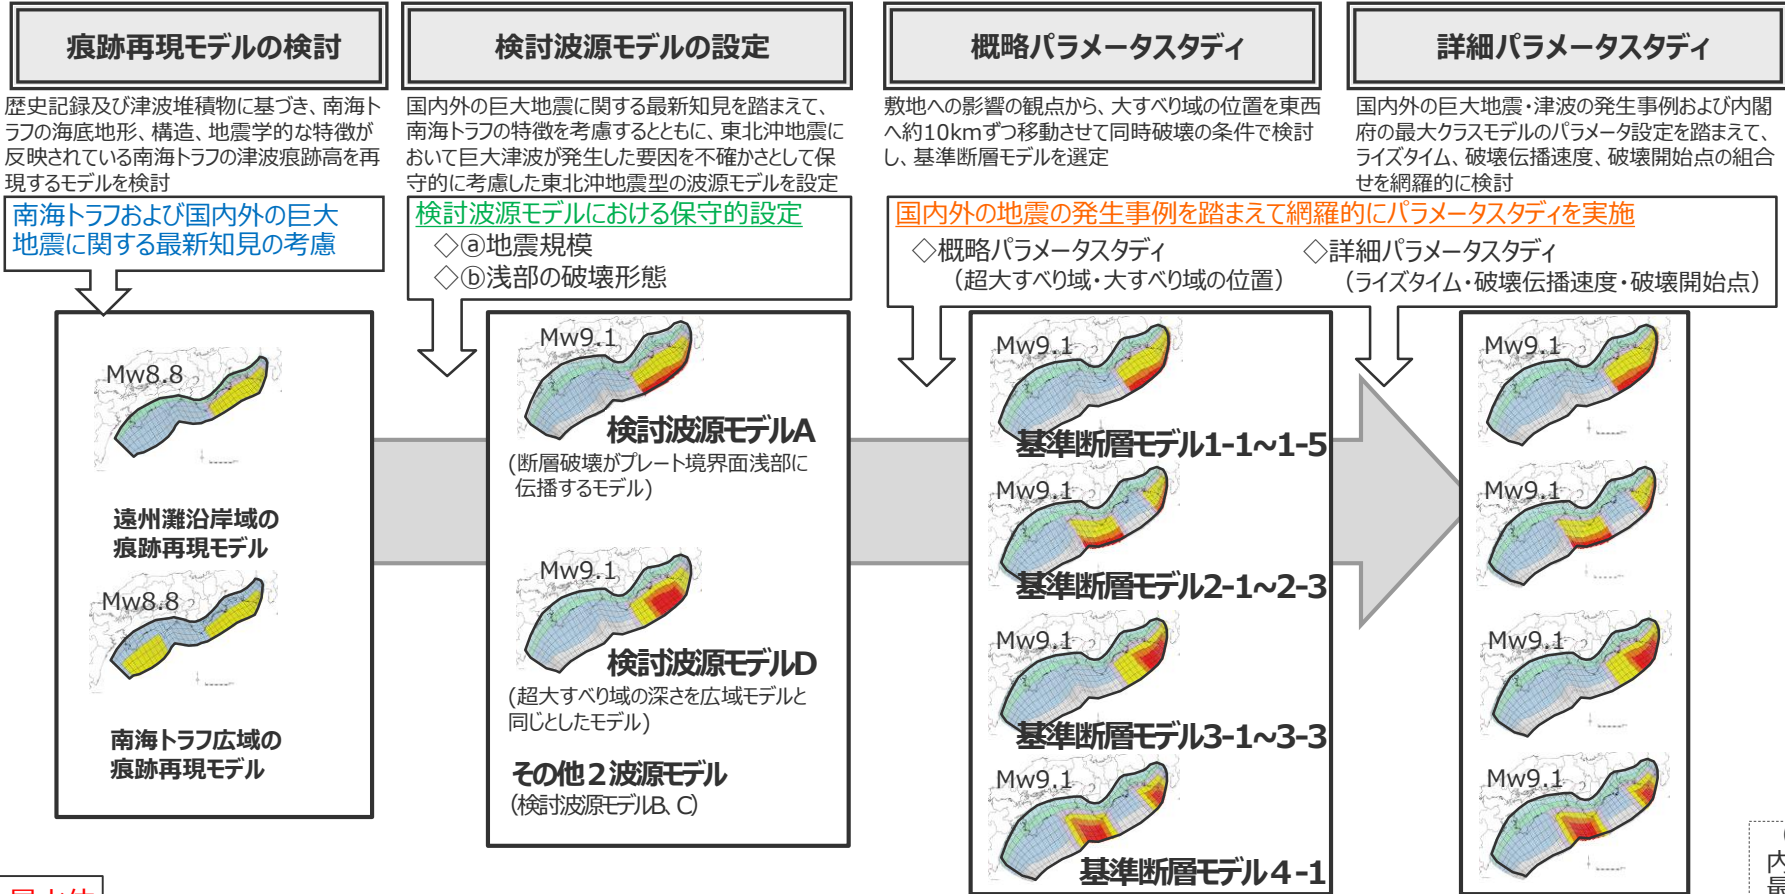 痕跡再現モデルの検討
歴史記録及び津波堆積物に基づき、南海ト
ラフの海底地形、構造、地震学的な特徴が
反映されている南海トラフの津波痕跡高を再
現するモデルを検討
南海トラフおよび国内外の巨大
地震に関する最新知見の考慮
Mw8.8
遠州灘沿岸域の
痕跡再現モデル
Mw8.8
南海トラフ広域の
痕跡再現モデル
検討波源モデルの設定
国内外の巨大地震に関する最新知見を踏まえて、
南海トラフの特徴を考慮するとともに、東北沖地震に
おいて巨大津波が発生した要因を不確かさとして保
守的に考慮した東北沖地震型の波源モデルを設定
検討波源モデルにおける保守的設定
◇ⓐ地震規模
◇ⓑ浅部の破壊形態
Mw9.1
検討波源モデルA
(断層破壊がプレート境界面浅部に
伝播するモデル)
Mw9.1
検討波源モデルD
(超大すべり域の深さを広域モデルと
同じとしたモデル)
その他2波源モデル
(検討波源モデルB、C)
概略パラメータスタディ
敷地への影響の観点から、大すべり域の位置を東西
へ約10kmずつ移動させて同時破壊の条件で検討
し、基準断層モデルを選定
詳細パラメータスタディ
国内外の巨大地震・津波の発生事例および内閣
府の最大クラスモデルのパラメータ設定を踏まえて、
ライズタイム、破壊伝播速度、破壊開始点の組合
せを網羅的に検討
国内外の地震の発生事例を踏まえて網羅的にパラメータスタディを実施
◇概略パラメータスタディ
(超大すべり域・大すべり域の位置)
◇詳細パラメータスタディ
(ライズタイム・破壊伝播速度・破壊開始点)
Mw9.1
基準断層モデル1-1~1-5
Mw9.1
基準断層モデル2-1~2-3
Mw9.1
基準断層モデル3-1~3-3
Mw9.1
基準断層モデル4-1
Mw9.1
Mw9.1
Mw9.1
Mw9.1